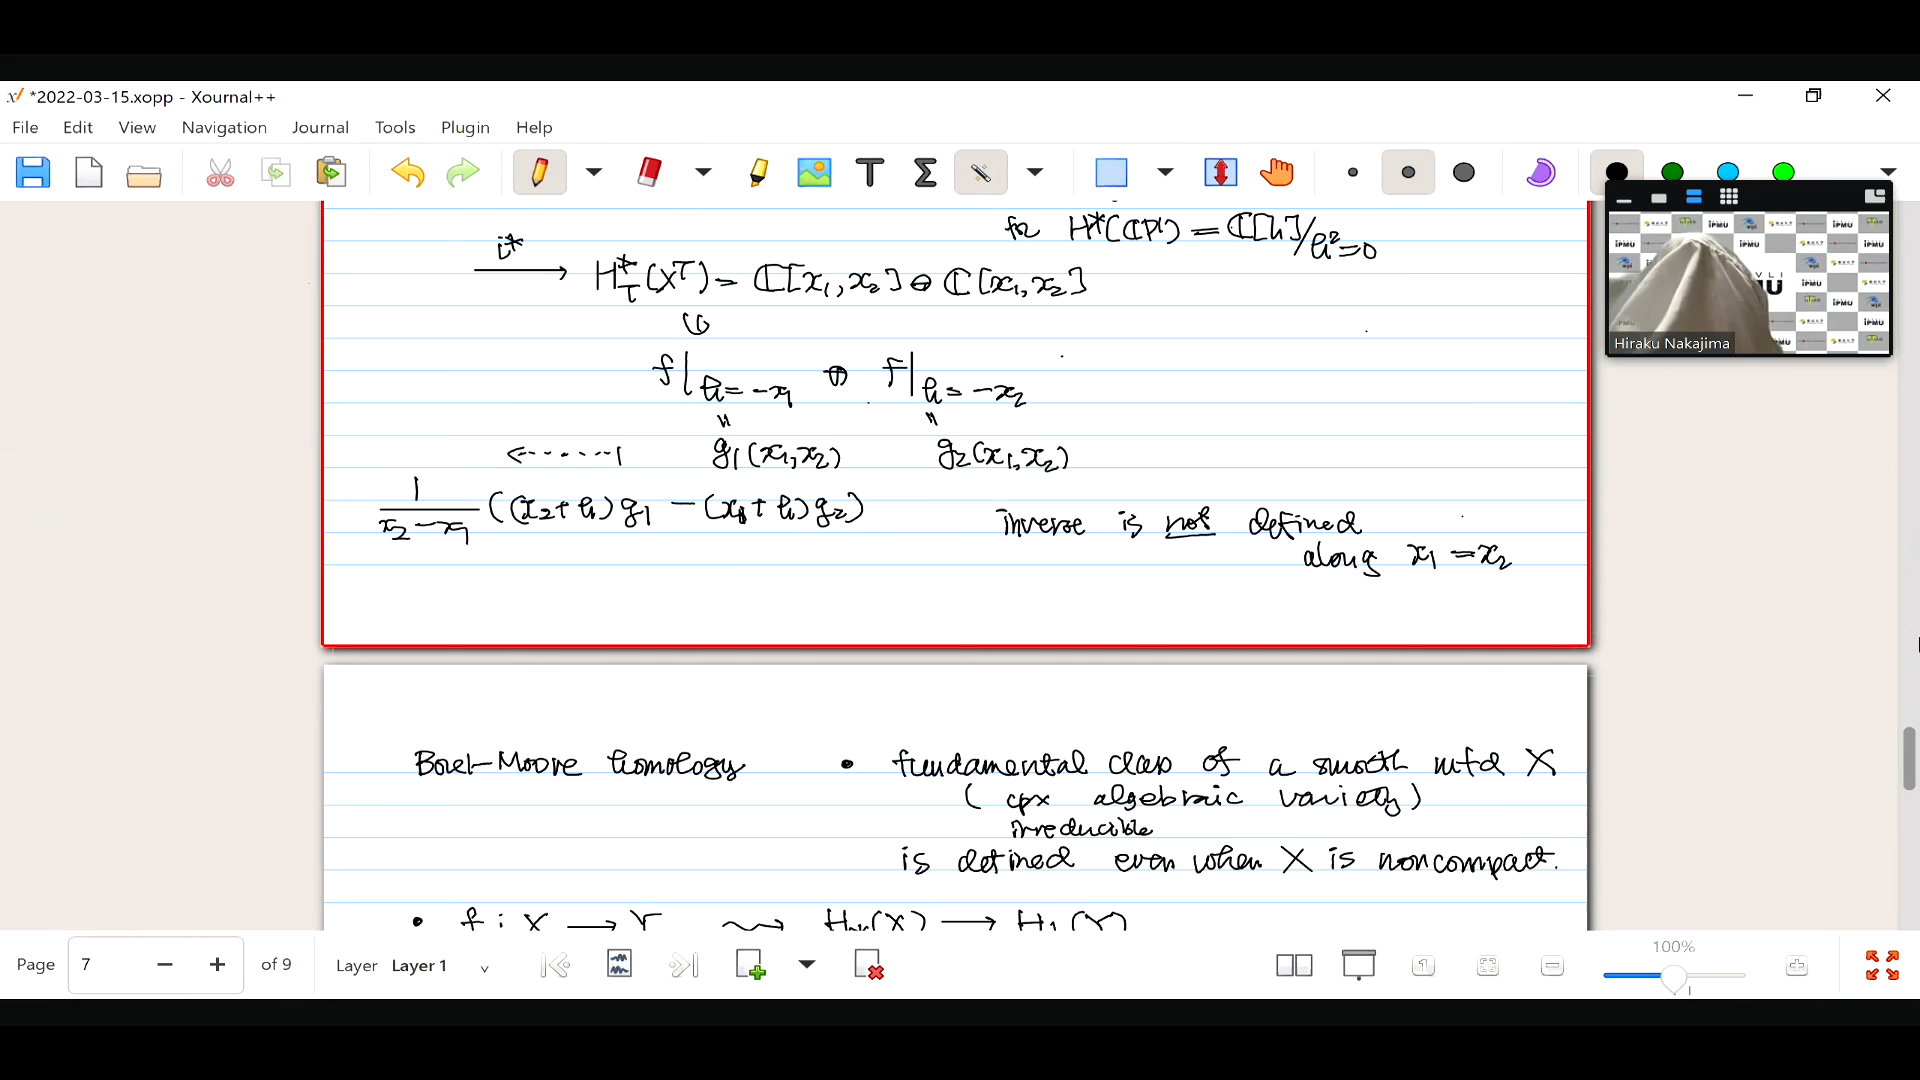 *2022-03-15.xopp - Xournal++
File Edit View Navigation Journal Tools Plugin Help
for H*(CP¹) = ℂ[h]/h²=0
i*
⟶ H*_T(X^T) = ℂ[x₁,x₂] ⊕ ℂ[x₁,x₂]
f|_{h=-x₁} ⊕ f|_{h=-x₂}
g₁(x₁,x₂) g₂(x₁,x₂)
1/(x₂-x₁) ((x₂+h)g₁ - (x₁+h)g₂)
inverse is not defined
along x₁ = x₂
Hiraku Nakajima
Borel-Moore homology
• fundamental class of a smooth mfd X
(cpx algebraic variety)
irreducible
is defined even when X is noncompact.
• f : X ⟶ Y ⇝ H_*(X) ⟶ H_*(Y)
Page 7 of 9 Layer Layer 1
100%